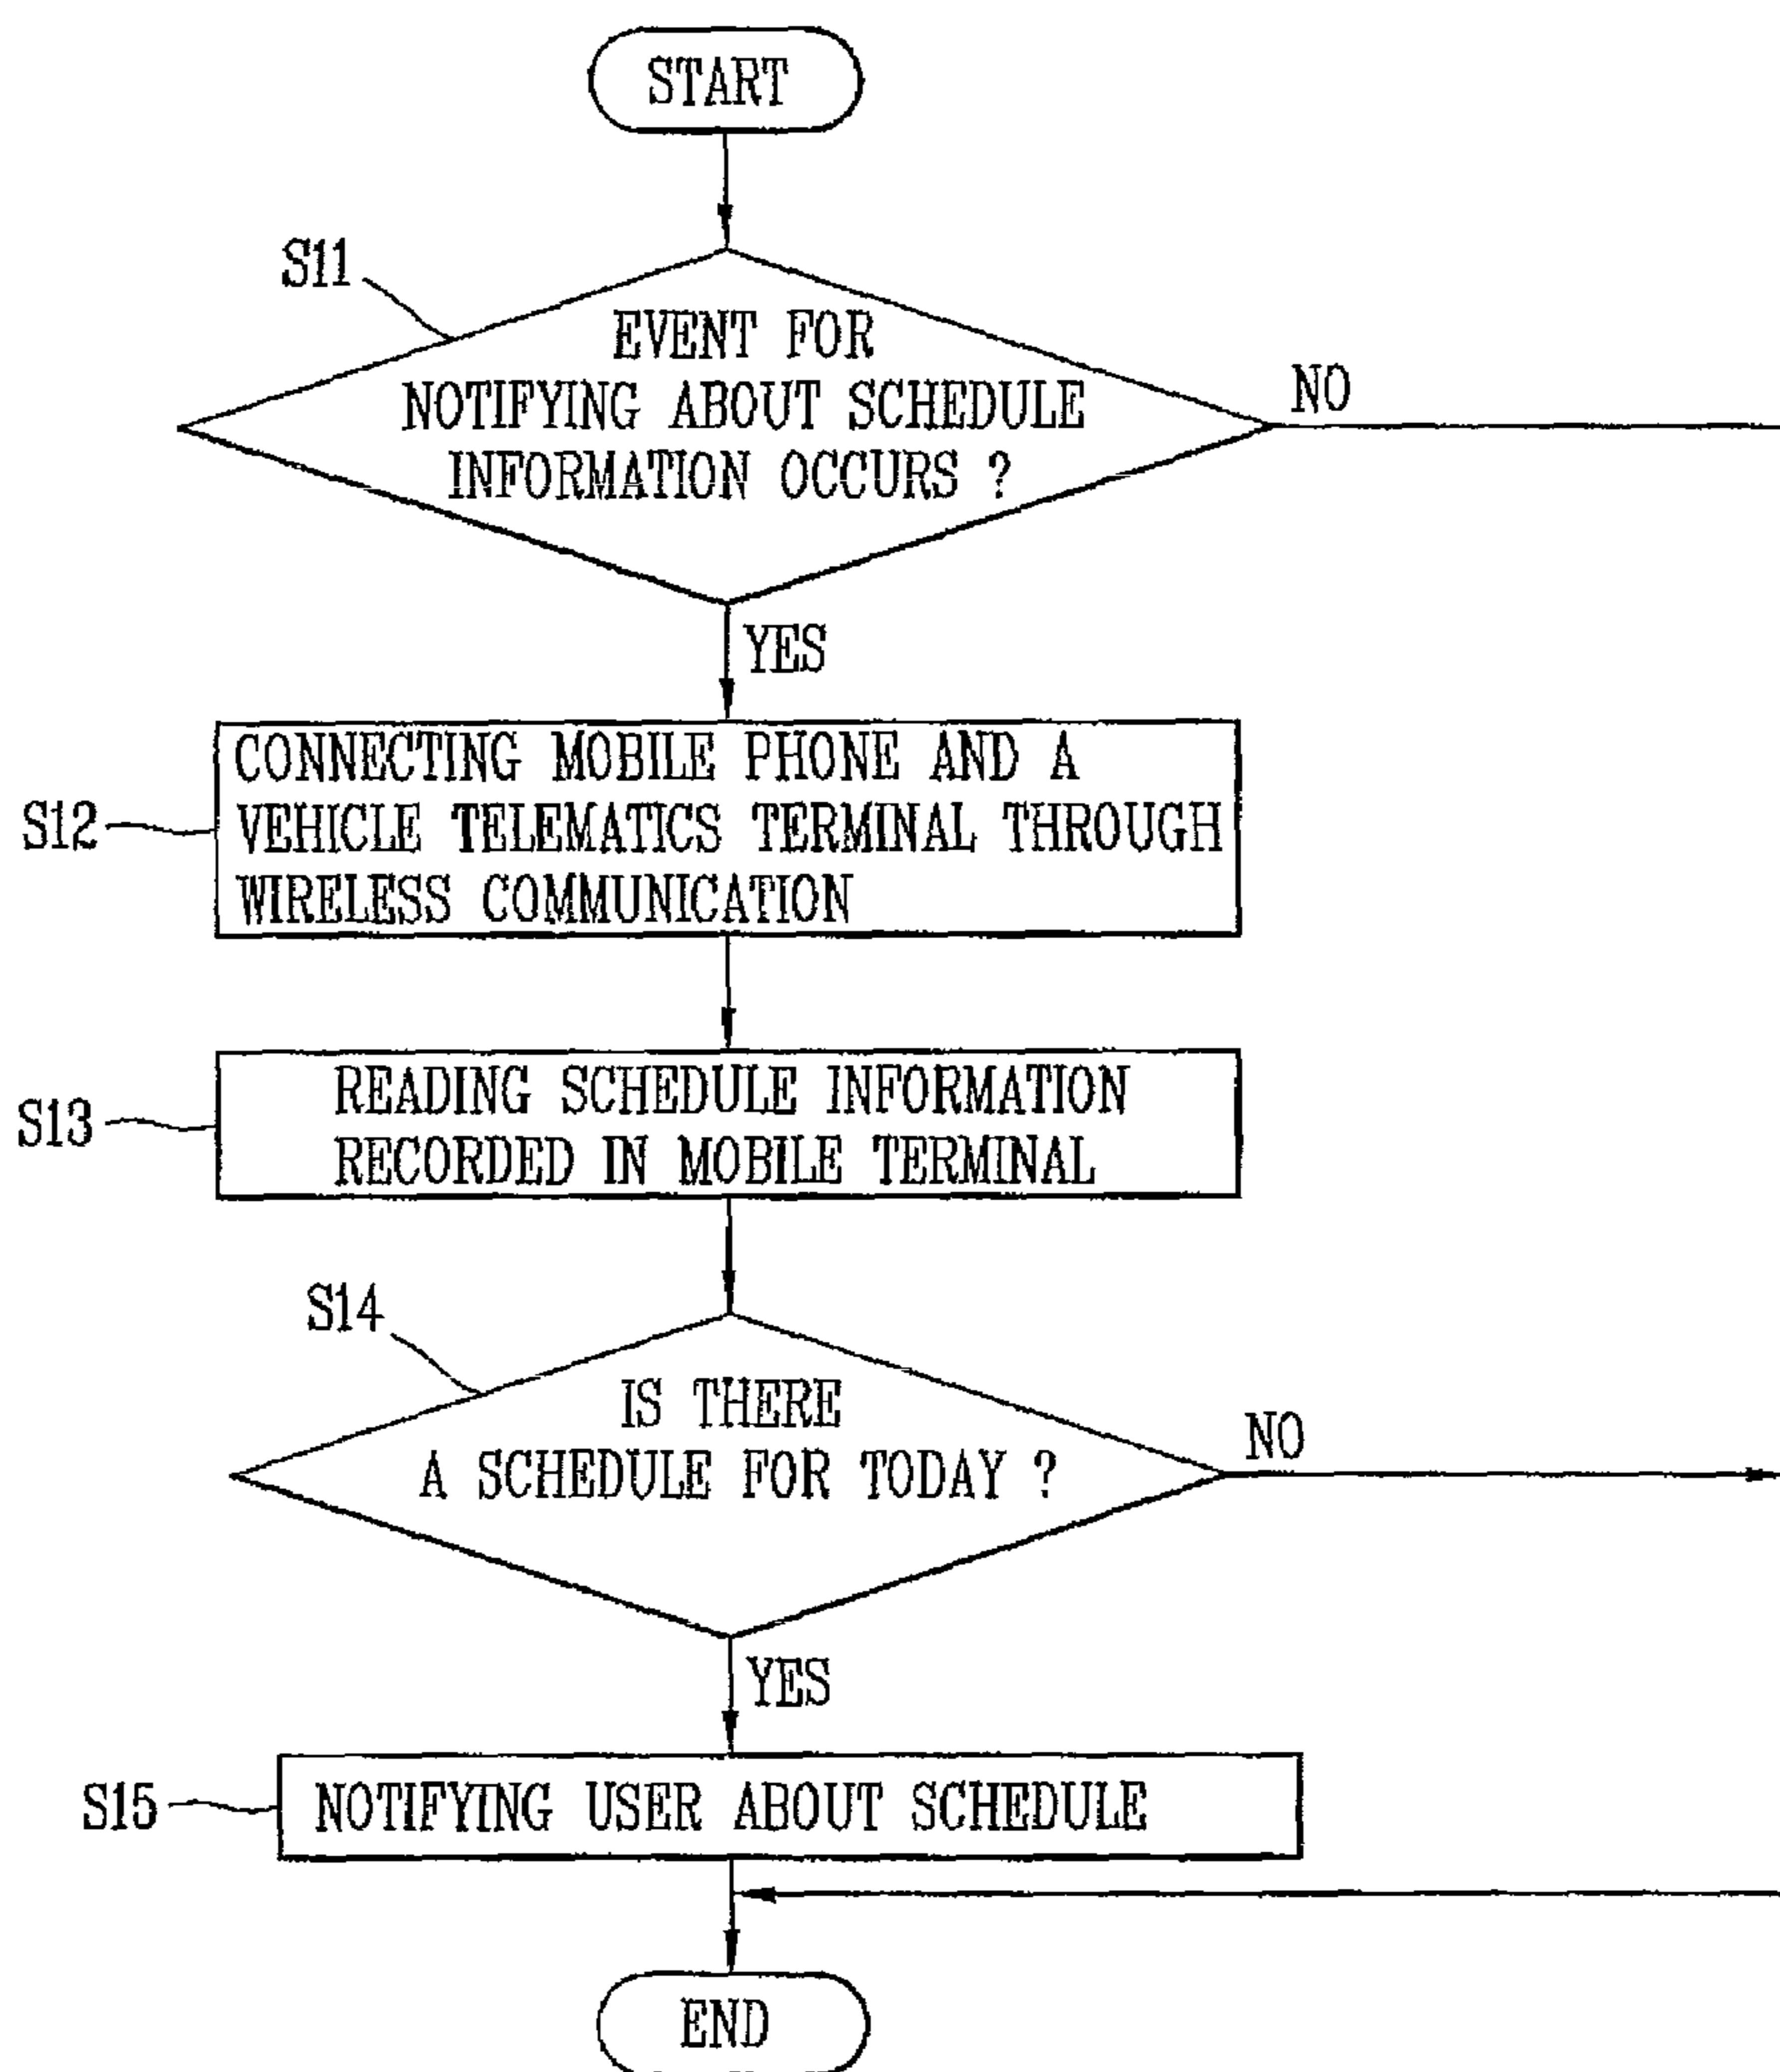 START
S11
EVENT FOR
NOTIFYING ABOUT SCHEDULE
INFORMATION OCCURS ?
NO
YES
S12
CONNECTING MOBILE PHONE AND A
VEHICLE TELEMATICS TERMINAL THROUGH
WIRELESS COMMUNICATION
S13
READING SCHEDULE INFORMATION
RECORDED IN MOBILE TERMINAL
S14
IS THERE
A SCHEDULE FOR TODAY ?
NO
YES
S15
NOTIFYING USER ABOUT SCHEDULE
END